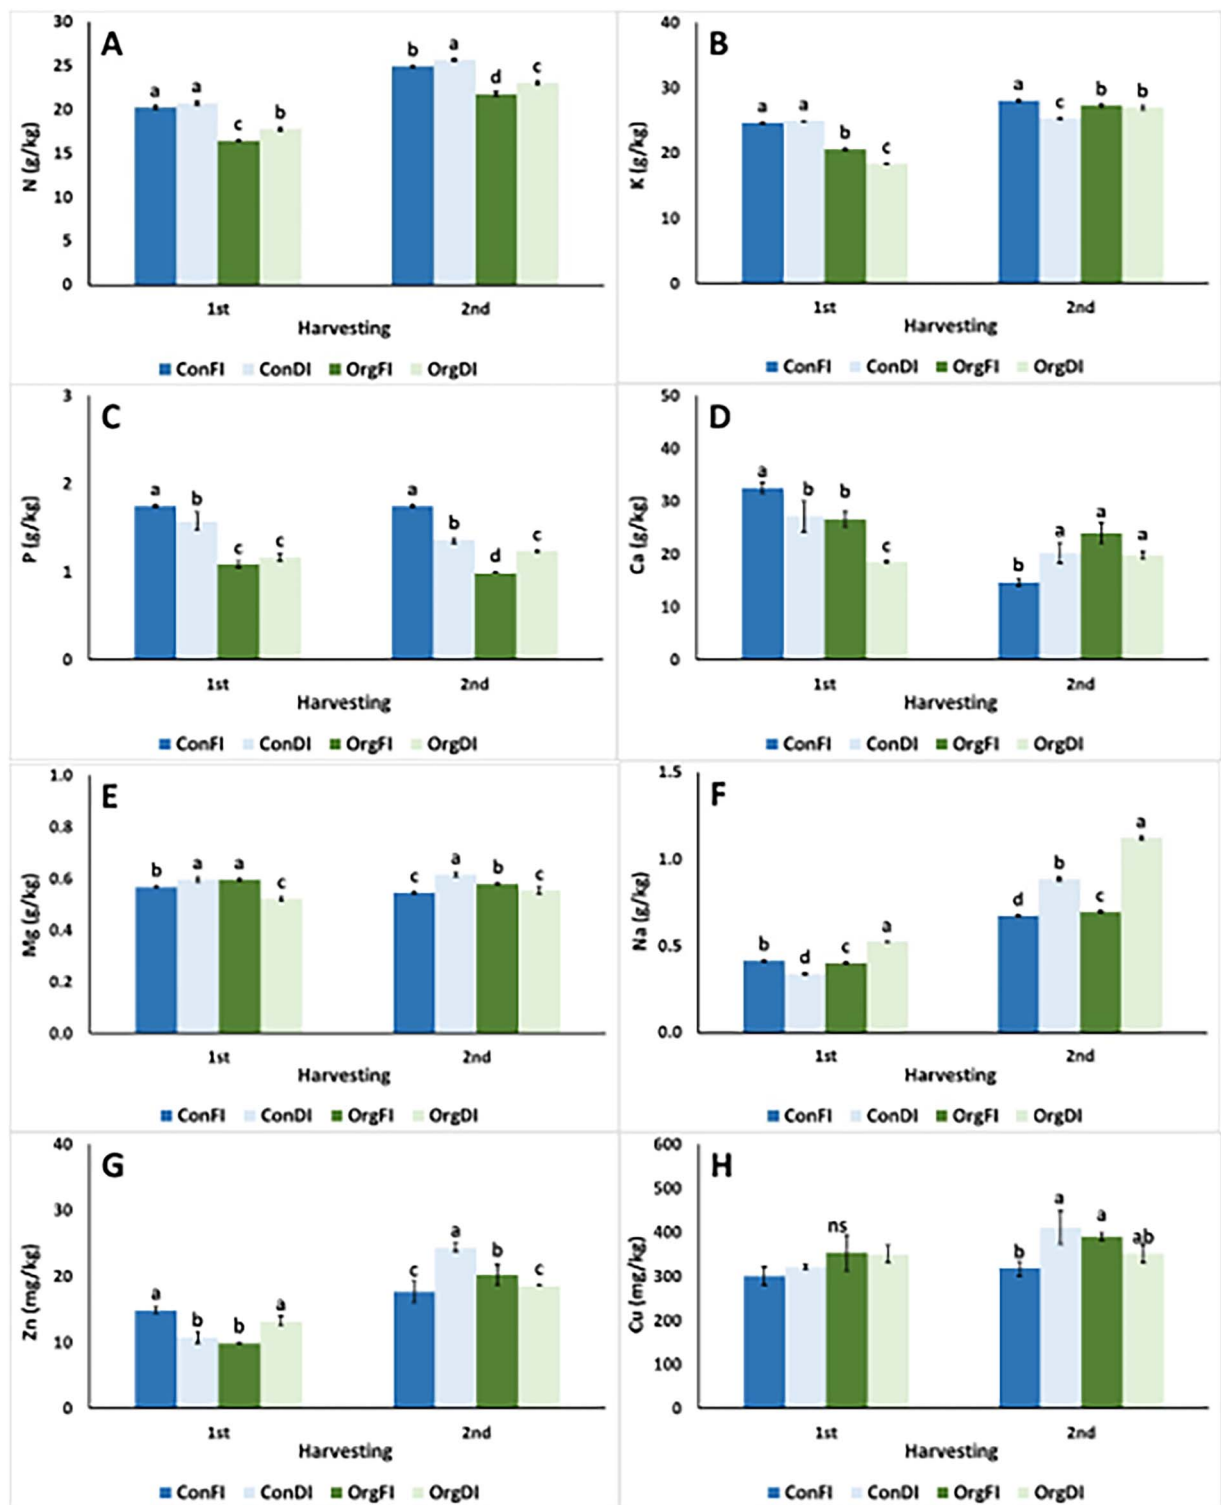 A
N (g/kg)
30
25
20
15
10
5
0
a a c b
b a d c
1st 2nd
Harvesting
ConFI ConDI OrgFI OrgDI
B
K (g/kg)
40
30
20
10
0
a a b c
a c b b
1st 2nd
Harvesting
ConFI ConDI OrgFI OrgDI
C
P (g/kg)
3
2
1
0
a b c c
a b d c
1st 2nd
Harvesting
ConFI ConDI OrgFI OrgDI
D
Ca (g/kg)
50
40
30
20
10
0
a b b c
b a a a
1st 2nd
Harvesting
ConFI ConDI OrgFI OrgDI
E
Mg (g/kg)
1.0
0.8
0.6
0.4
0.2
0.0
b a a c
c a b c
1st 2nd
Harvesting
ConFI ConDI OrgFI OrgDI
F
Na (g/kg)
1.5
1.0
0.5
0.0
b d c a
d b c a
1st 2nd
Harvesting
ConFI ConDI OrgFI OrgDI
G
Zn (mg/kg)
40
30
20
10
0
a b b a
c a b c
1st 2nd
Harvesting
ConFI ConDI OrgFI OrgDI
H
Cu (mg/kg)
600
500
400
300
200
100
0
ns
b a a ab
1st 2nd
Harvesting
ConFI ConDI OrgFI OrgDI